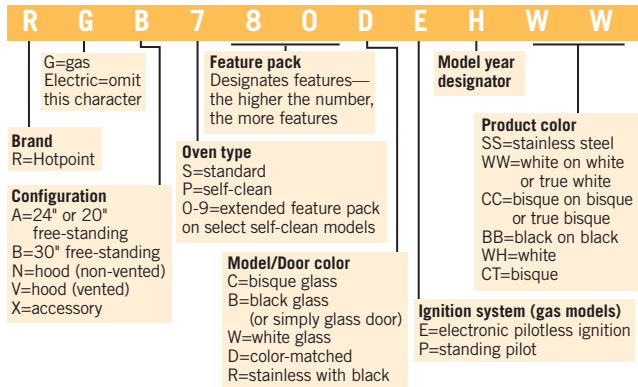 R G B 7 8 0 D E H W W
G=gas
Electric=omit
this character
Feature pack
Designates features—
the higher the number,
the more features
Model year
designator
Brand
R=Hotpoint
Oven type
S=standard
P=self-clean
0-9=extended feature pack
on select self-clean models
Product color
SS=stainless steel
WW=white on white
or true white
CC=bisque on bisque
or true bisque
BB=black on black
WH=white
CT=bisque
Configuration
A=24" or 20"
free-standing
B=30" free-standing
N=hood (non-vented)
V=hood (vented)
X=accessory
Model/Door color
C=bisque glass
B=black glass
(or simply glass door)
W=white glass
D=color-matched
R=stainless with black
Ignition system (gas models)
E=electronic pilotless ignition
P=standing pilot